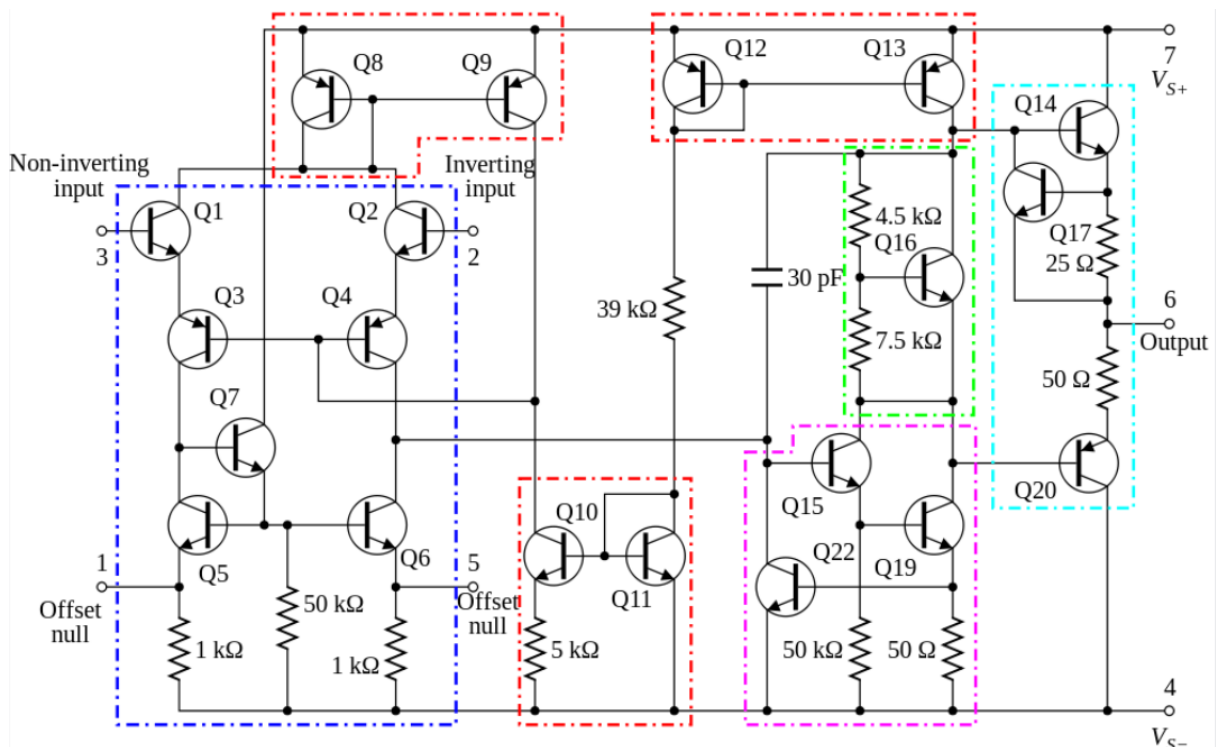 Q8
Q9
Q12
Q13
7
V_{S+}
Q14
Non-inverting
input
Inverting
input
Q1
Q2
3
2
4.5 kΩ
Q16
Q17
25 Ω
Q3
Q4
39 kΩ
30 pF
7.5 kΩ
6
Output
50 Ω
Q7
Q15
Q20
Q10
Q22
Q19
1
Q5
Q6
5
Offset
null
50 kΩ
Offset
null
Q11
1 kΩ
1 kΩ
5 kΩ
50 kΩ
50 Ω
4
V_{S−}